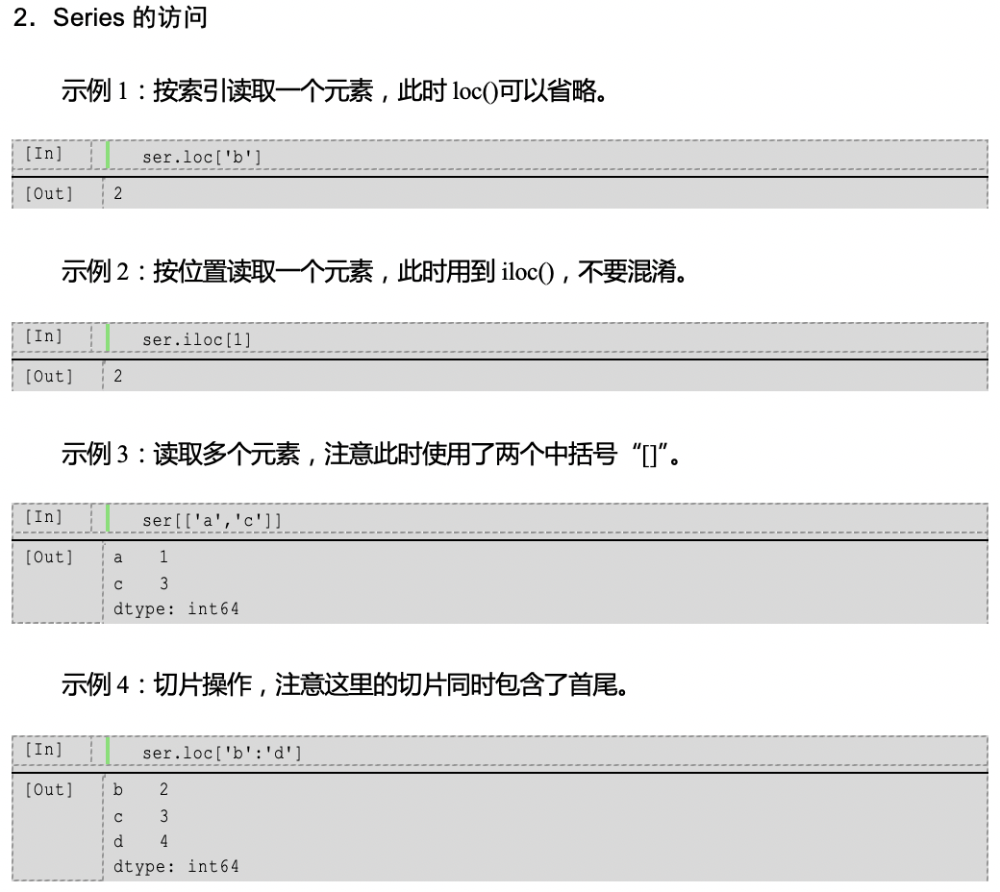 2．Series 的访问
示例 1：按索引读取一个元素，此时 loc()可以省略。
[In] ser.loc['b']
[Out] 2
示例 2：按位置读取一个元素，此时用到 iloc()，不要混淆。
[In] ser.iloc[1]
[Out] 2
示例 3：读取多个元素，注意此时使用了两个中括号“[]”。
[In] ser[['a','c']]
[Out] a 1
c 3
dtype: int64
示例 4：切片操作，注意这里的切片同时包含了首尾。
[In] ser.loc['b':'d']
[Out] b 2
c 3
d 4
dtype: int64